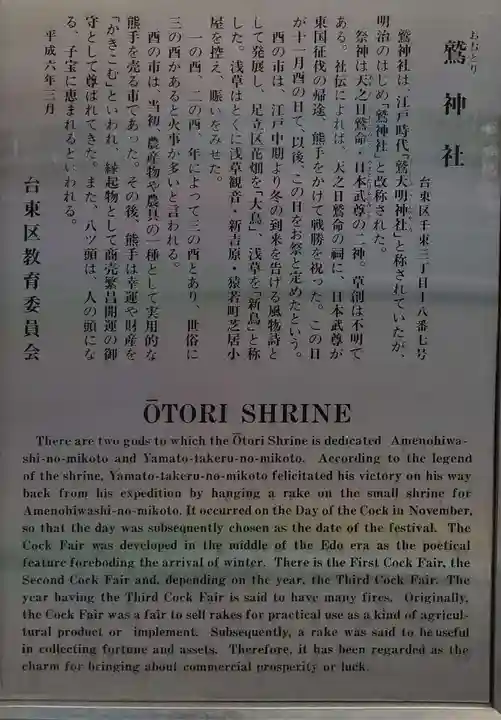 おおとり
鷲神社
台東区千束三丁目十八番七号
鷲神社は、江戸時代「鷲大明神社」と称されていたが、
明治のはじめ「鷲神社」と改称された。
祭神は天之日鷲命・日本武尊の二神。草創は不明で
ある。社伝によれば、天之日鷲命の祠に、日本武尊が
東国征伐の帰途、熊手をかけて戦勝を祝った。この日
が十一月酉の日で、以後、この日をお祭と定めたという。
酉の市は、江戸中期より冬の到来を告げる風物詩と
して発展し、足立区花畑を「大鳥」、浅草を「新鳥」と称
した。浅草はとくに浅草観音・新吉原・猿若町芝居小
屋を控え、賑いをみせた。
一の酉、二の酉、年によって三の酉とあり、世俗に
三の酉があると火事が多いと言われる。
酉の市は、当初、農産物や農具の一種として実用的な
熊手を売る市であった。その後、熊手は幸運や財産を
「かきこむ」といわれ、縁起物として商売繁昌開運の御
守として尊ばれてきた。また、八ツ頭は、人の頭にな
る、子宝に恵まれるといわれる。
平成六年三月
台東区教育委員会
ŌTORI SHRINE
There are two gods to which the Ōtori Shrine is dedicated Amenohiwa-
shi-no-mikoto and Yamato-takeru-no-mikoto. According to the legend
of the shrine, Yamato-takeru-no-mikoto felicitated his victory on his way
back from his expedition by hanging a rake on the small shrine for
Amenohiwashi-no-mikoto. It occurred on the Day of the Cock in November,
so that the day was subsequently chosen as the date of the festival. The
Cock Fair was developed in the middle of the Edo era as the poetical
feature foreboding the arrival of winter. There is the First Cock Fair, the
Second Cock Fair and, depending on the year, the Third Cock Fair. The
year having the Third Cock Fair is said to have many fires. Originally,
the Cock Fair was a fair to sell rakes for practical use as a kind of agricul-
tural product or implement. Subsequently, a rake was said to be useful
in collecting fortune and assets. Therefore, it has been regarded as the
charm for bringing about commercial prosperity or luck.